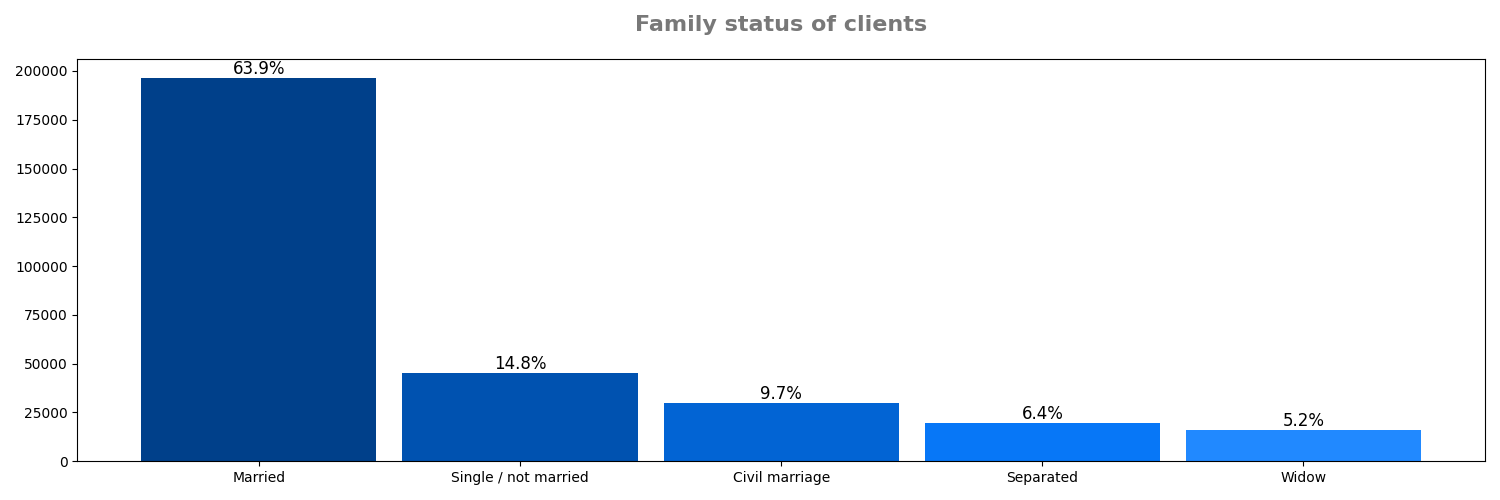 Family status of clients
200000
175000
150000
125000
100000
75000
50000
25000
0
63.9%
14.8%
9.7%
6.4%
5.2%
Married
Single / not married
Civil marriage
Separated
Widow